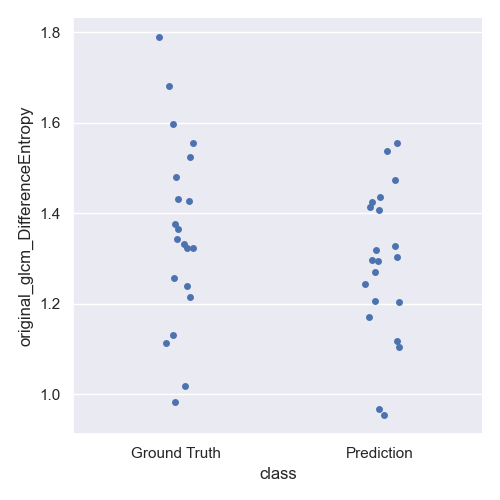 original_glcm_DifferenceEntropy
1.8
1.6
1.4
1.2
1.0
Ground Truth
Prediction
class